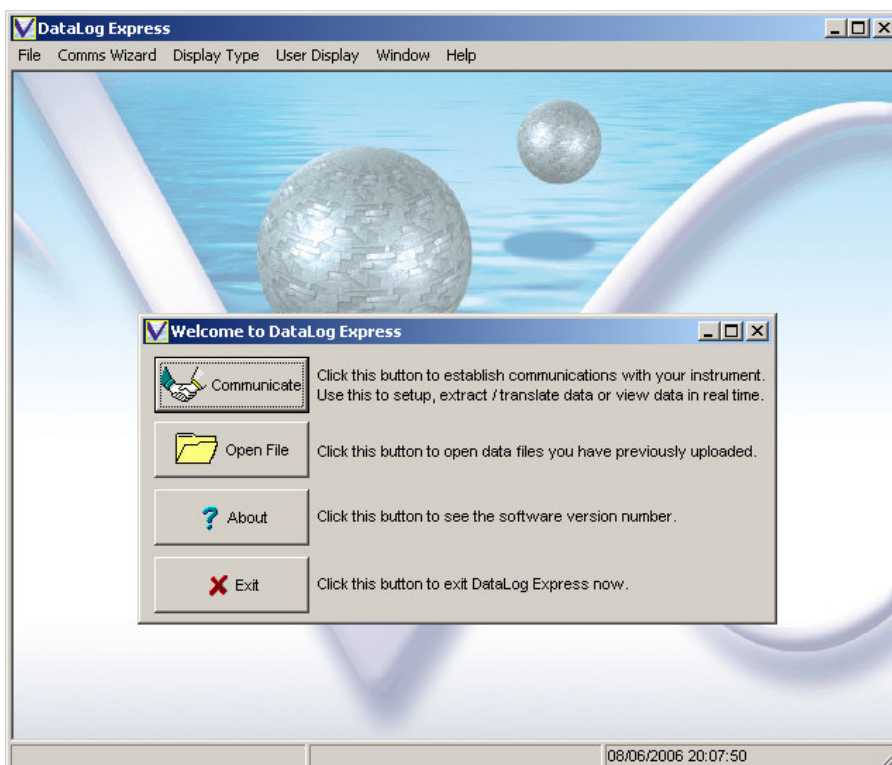 DataLog Express
File Comms Wizard Display Type User Display Window Help
Welcome to DataLog Express
Communicate
Click this button to establish communications with your instrument.
Use this to setup, extract / translate data or view data in real time.
Open File
Click this button to open data files you have previously uploaded.
About
Click this button to see the software version number.
Exit
Click this button to exit DataLog Express now.
08/06/2006 20:07:50